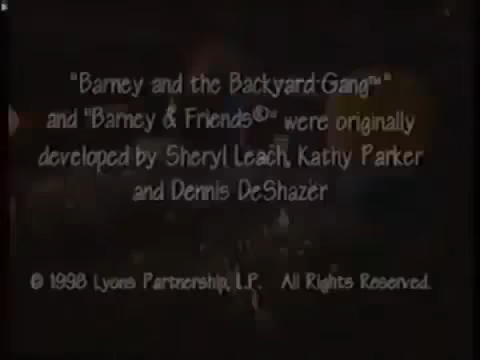 "Barney and the Backyard Gang™"
and "Barney & Friends®" were originally
developed by Sheryl Leach, Kathy Parker
and Dennis DeShazer
© 1998 Lyons Partnership, L.P. All Rights Reserved.